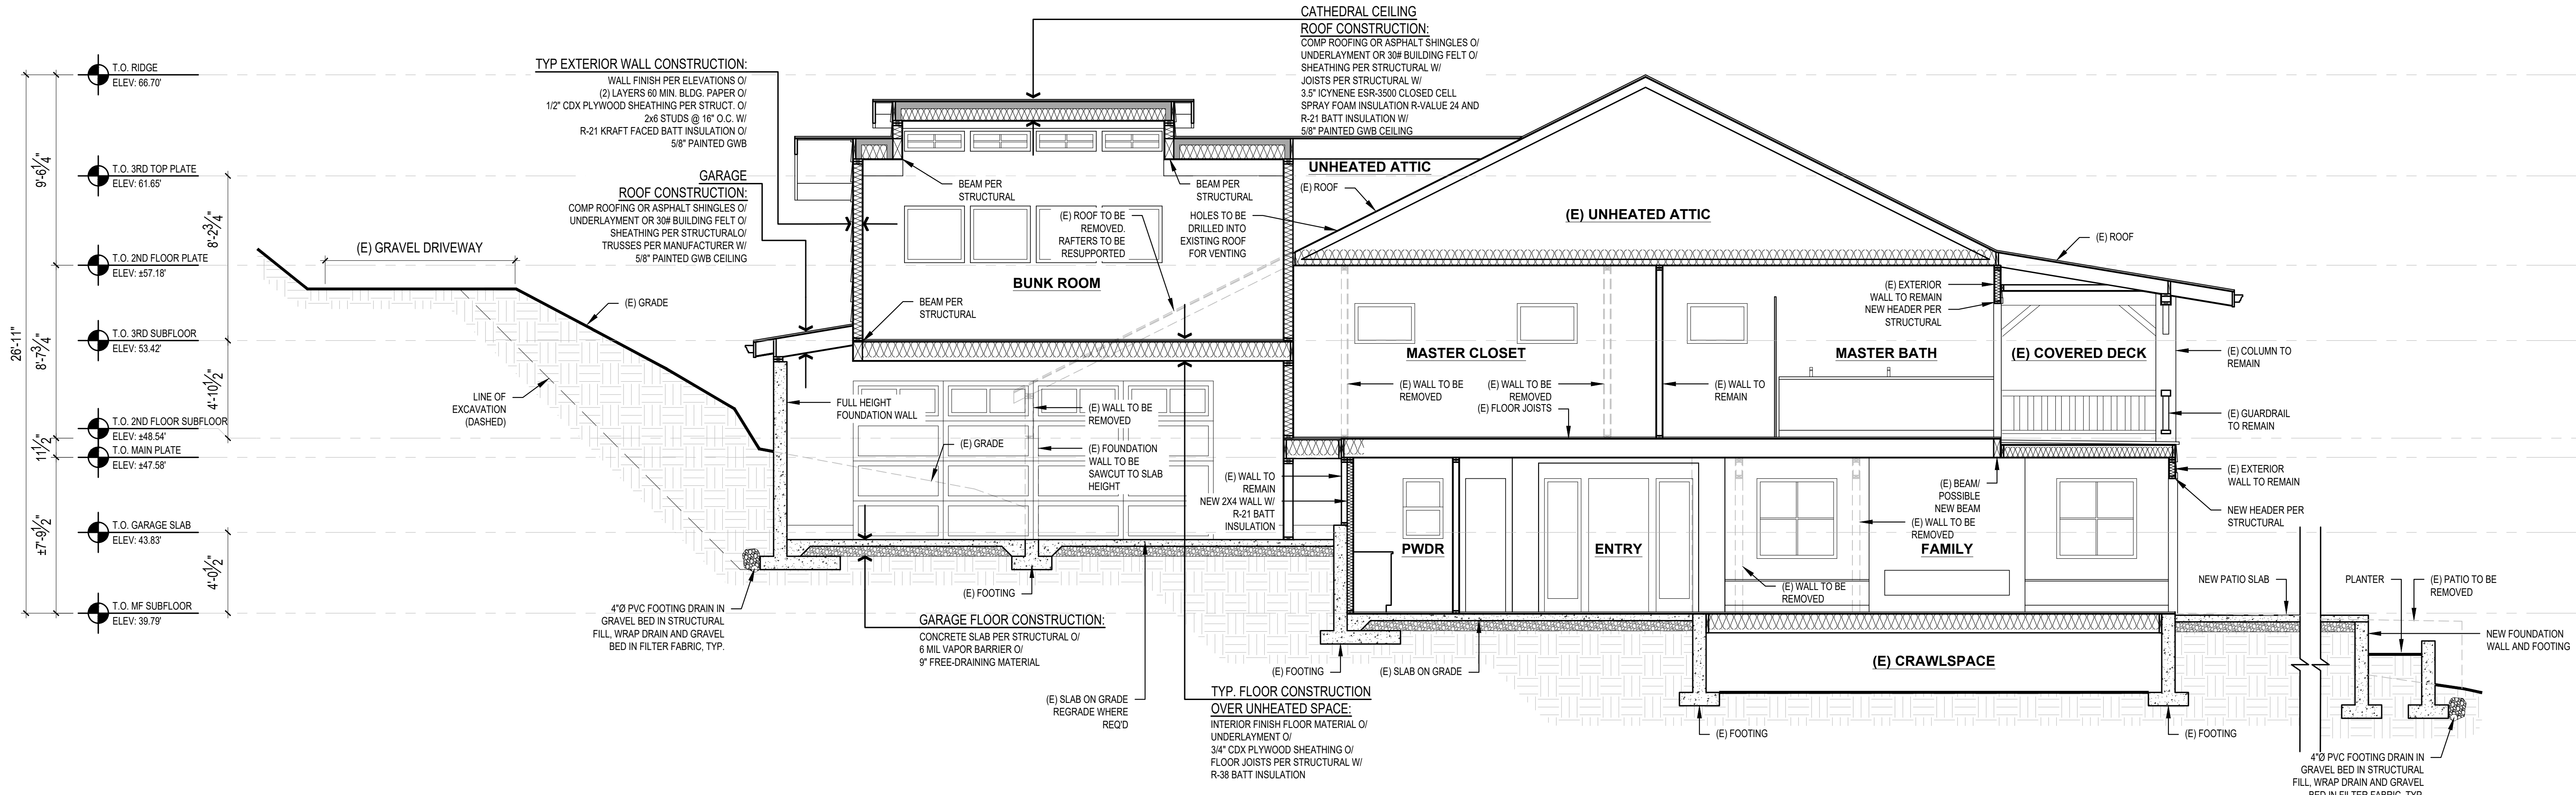 T.O. RIDGE
ELEV: 66.70'
T.O. 3RD TOP PLATE
ELEV: 61.65'
T.O. 2ND FLOOR PLATE
ELEV: ±57.18'
T.O. 3RD SUBFLOOR
ELEV: 53.42'
T.O. 2ND FLOOR SUBFLOOR
ELEV: ±48.54'
T.O. MAIN PLATE
ELEV: ±47.58'
T.O. GARAGE SLAB
ELEV: 43.83'
T.O. MF SUBFLOOR
ELEV: 39.79'
26'-11"
9'-6 1/4"
8'-7 3/4"
11 1/2"
±7'-9 1/2"
8'-2 3/4"
4'-10 1/2"
4'-0 1/2"
(E) GRAVEL DRIVEWAY
(E) GRADE
LINE OF
EXCAVATION
(DASHED)
TYP EXTERIOR WALL CONSTRUCTION:
WALL FINISH PER ELEVATIONS O/
(2) LAYERS 60 MIN. BLDG. PAPER O/
1/2" CDX PLYWOOD SHEATHING PER STRUCT. O/
2x6 STUDS @ 16" O.C. W/
R-21 KRAFT FACED BATT INSULATION O/
5/8" PAINTED GWB
GARAGE
ROOF CONSTRUCTION:
COMP ROOFING OR ASPHALT SHINGLES O/
UNDERLAYMENT OR 30# BUILDING FELT O/
SHEATHING PER STRUCTURALO/
TRUSSES PER MANUFACTURER W/
5/8" PAINTED GWB CEILING
CATHEDRAL CEILING
ROOF CONSTRUCTION:
COMP ROOFING OR ASPHALT SHINGLES O/
UNDERLAYMENT OR 30# BUILDING FELT O/
SHEATHING PER STRUCTURAL W/
JOISTS PER STRUCTURAL W/
3.5" ICYNENE ESR-3500 CLOSED CELL
SPRAY FOAM INSULATION R-VALUE 24 AND
R-21 BATT INSULATION W/
5/8" PAINTED GWB CEILING
BEAM PER
STRUCTURAL
BEAM PER
STRUCTURAL
(E) ROOF TO BE
REMOVED.
RAFTERS TO BE
RESUPPORTED
HOLES TO BE
DRILLED INTO
EXISTING ROOF
FOR VENTING
BUNK ROOM
BEAM PER
STRUCTURAL
UNHEATED ATTIC
(E) ROOF
(E) UNHEATED ATTIC
(E) ROOF
(E) EXTERIOR
WALL TO REMAIN
NEW HEADER PER
STRUCTURAL
MASTER CLOSET
MASTER BATH
(E) COVERED DECK
(E) COLUMN TO
REMAIN
(E) WALL TO BE
REMOVED
(E) WALL TO BE
REMOVED
(E) WALL TO
REMAIN
(E) FLOOR JOISTS
(E) GUARDRAIL
TO REMAIN
FULL HEIGHT
FOUNDATION WALL
(E) WALL TO BE
REMOVED
(E) GRADE
(E) FOUNDATION
WALL TO BE
SAWCUT TO SLAB
HEIGHT
(E) WALL TO
REMAIN
NEW 2X4 WALL W/
R-21 BATT
INSULATION
(E) BEAM/
POSSIBLE
NEW BEAM
(E) WALL TO BE
REMOVED
(E) EXTERIOR
WALL TO REMAIN
NEW HEADER PER
STRUCTURAL
PWDR
ENTRY
FAMILY
(E) WALL TO BE
REMOVED
NEW PATIO SLAB
PLANTER
(E) PATIO TO BE
REMOVED
4"Ø PVC FOOTING DRAIN IN
GRAVEL BED IN STRUCTURAL
FILL, WRAP DRAIN AND GRAVEL
BED IN FILTER FABRIC, TYP.
(E) FOOTING
GARAGE FLOOR CONSTRUCTION:
CONCRETE SLAB PER STRUCTURAL O/
6 MIL VAPOR BARRIER O/
9" FREE-DRAINING MATERIAL
(E) SLAB ON GRADE
REGRADE WHERE
REQ'D
(E) FOOTING
(E) SLAB ON GRADE
TYP. FLOOR CONSTRUCTION
OVER UNHEATED SPACE:
INTERIOR FINISH FLOOR MATERIAL O/
UNDERLAYMENT O/
3/4" CDX PLYWOOD SHEATHING O/
FLOOR JOISTS PER STRUCTURAL W/
R-38 BATT INSULATION
(E) CRAWLSPACE
(E) FOOTING
(E) FOOTING
NEW FOUNDATION
WALL AND FOOTING
4"Ø PVC FOOTING DRAIN IN
GRAVEL BED IN STRUCTURAL
FILL, WRAP DRAIN AND GRAVEL
BED IN FILTER FABRIC, TYP.